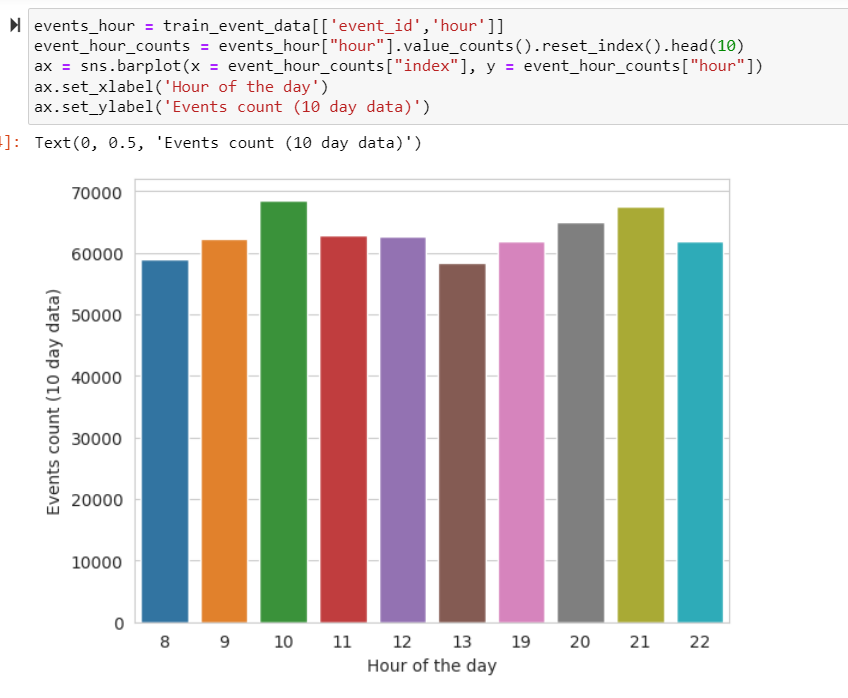 events_hour = train_event_data[['event_id','hour']]
event_hour_counts = events_hour["hour"].value_counts().reset_index().head(10)
ax = sns.barplot(x = event_hour_counts["index"], y = event_hour_counts["hour"])
ax.set_xlabel('Hour of the day')
ax.set_ylabel('Events count (10 day data)')
]: Text(0, 0.5, 'Events count (10 day data)')
70000
60000
50000
40000
30000
20000
10000
0
Events count (10 day data)
8 9 10 11 12 13 19 20 21 22
Hour of the day